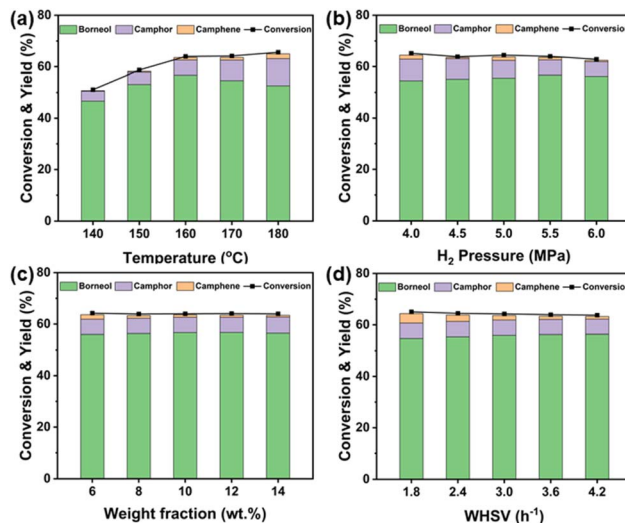 (a)
Borneol Camphor Camphene Conversion
Conversion & Yield (%)
80
60
40
20
0
140 150 160 170 180
Temperature (°C)
(b)
Borneol Camphor Camphene Conversion
Conversion & Yield (%)
80
60
40
20
0
4.0 4.5 5.0 5.5 6.0
H₂ Pressure (MPa)
(c)
Borneol Camphor Camphene Conversion
Conversion & Yield (%)
80
60
40
20
0
6 8 10 12 14
Weight fraction (wt.%)
(d)
Borneol Camphor Camphene Conversion
Conversion & Yield (%)
80
60
40
20
0
1.8 2.4 3.0 3.6 4.2
WHSV (h⁻¹)